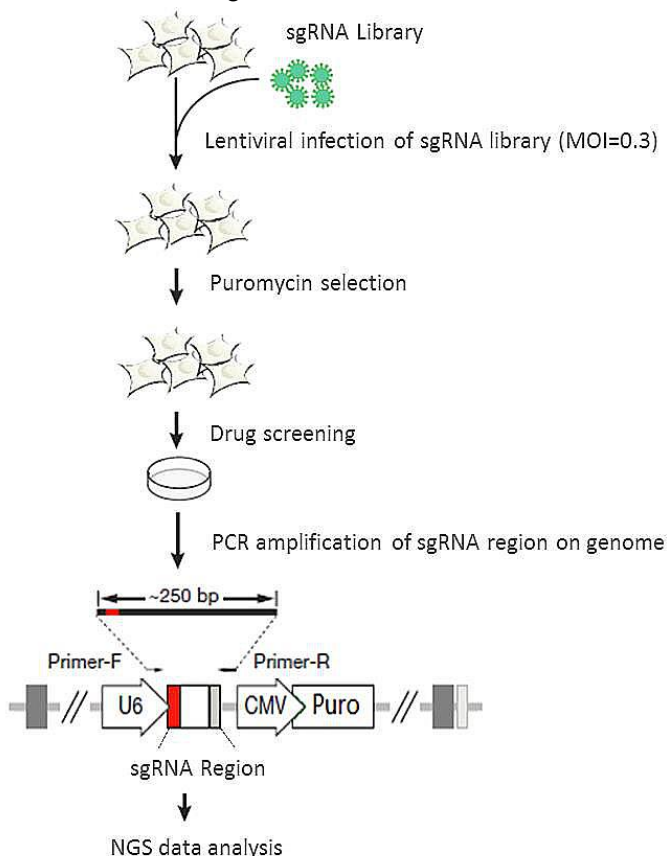 sgRNA Library
Lentiviral infection of sgRNA library (MOI=0.3)
Puromycin selection
Drug screening
PCR amplification of sgRNA region on genome
~250 bp
Primer-F
Primer-R
U6
CMV
Puro
sgRNA Region
NGS data analysis